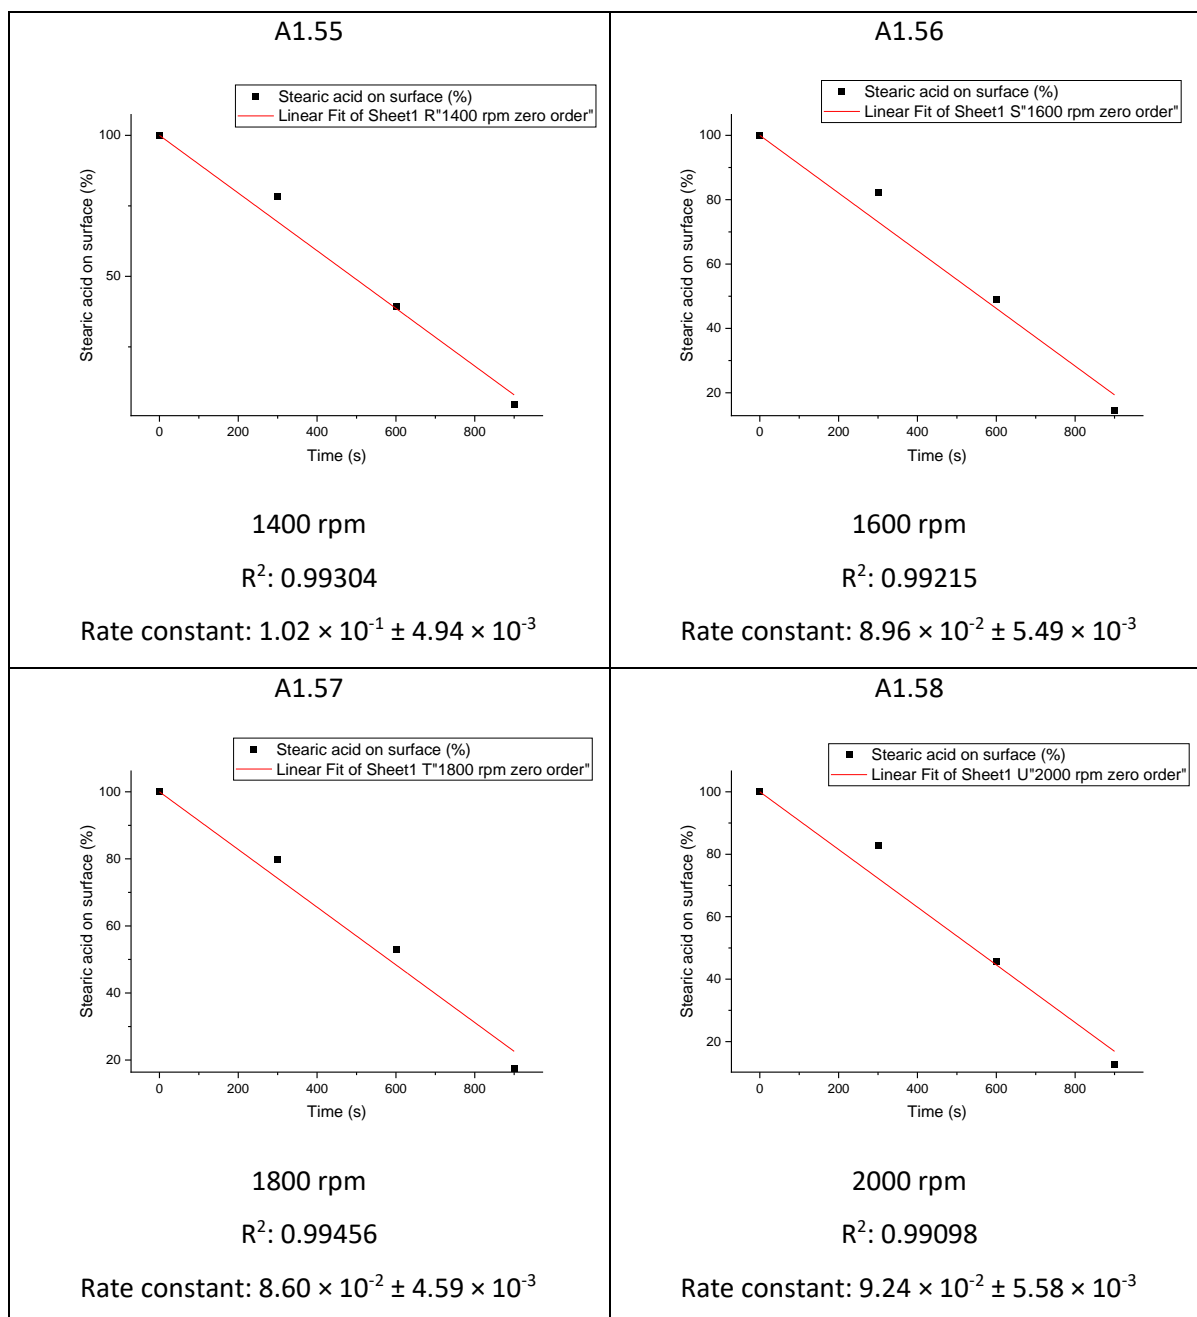 A1.55
Stearic acid on surface (%)
Linear Fit of Sheet1 R"1400 rpm zero order"
100
50
Stearic acid on surface (%)
0 200 400 600 800
Time (s)
1400 rpm
R²: 0.99304
Rate constant: 1.02 × 10⁻¹ ± 4.94 × 10⁻³
A1.56
Stearic acid on surface (%)
Linear Fit of Sheet1 S"1600 rpm zero order"
100
80
60
40
20
Stearic acid on surface (%)
0 200 400 600 800
Time (s)
1600 rpm
R²: 0.99215
Rate constant: 8.96 × 10⁻² ± 5.49 × 10⁻³
A1.57
Stearic acid on surface (%)
Linear Fit of Sheet1 T"1800 rpm zero order"
100
80
60
40
20
Stearic acid on surface (%)
0 200 400 600 800
Time (s)
1800 rpm
R²: 0.99456
Rate constant: 8.60 × 10⁻² ± 4.59 × 10⁻³
A1.58
Stearic acid on surface (%)
Linear Fit of Sheet1 U"2000 rpm zero order"
100
80
60
40
20
Stearic acid on surface (%)
0 200 400 600 800
Time (s)
2000 rpm
R²: 0.99098
Rate constant: 9.24 × 10⁻² ± 5.58 × 10⁻³